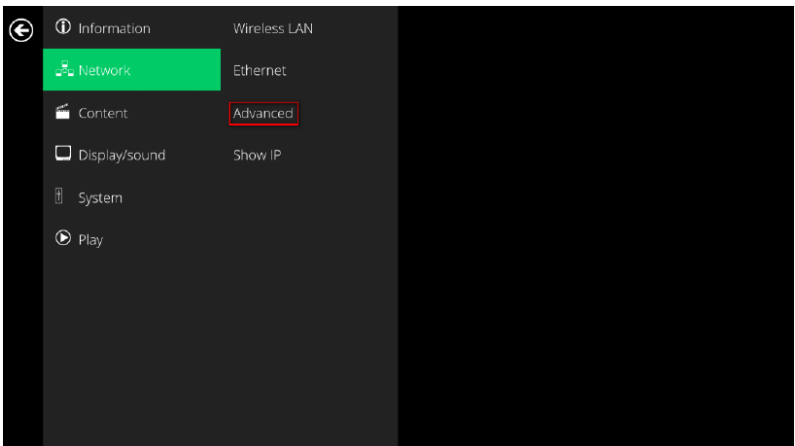 Information
Network
Content
Display/sound
System
Play
Wireless LAN
Ethernet
Advanced
Show IP